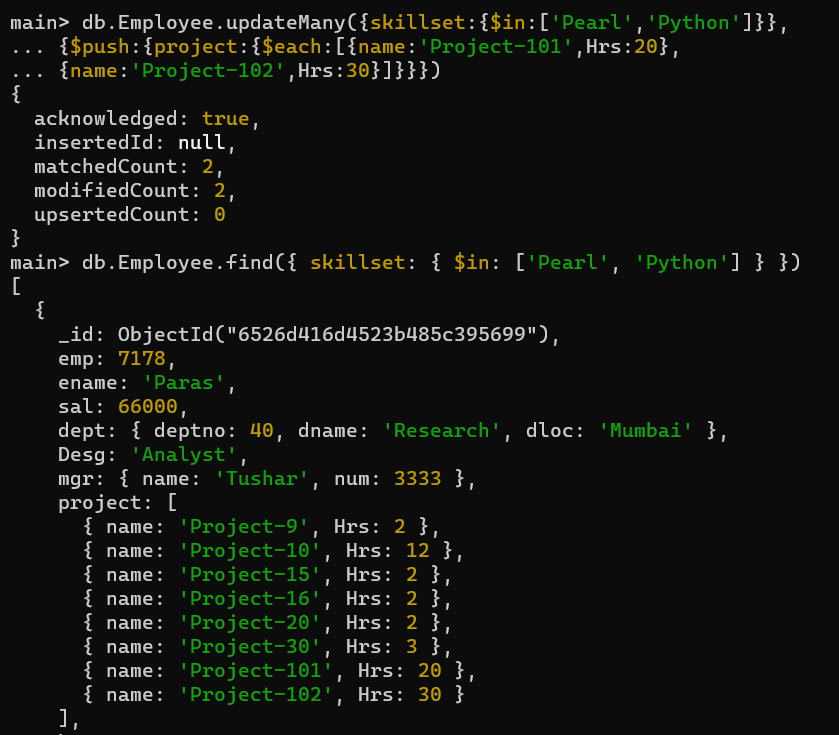 main> db.Employee.updateMany({skillset:{$in:['Pearl','Python']}},
... {$push:{project:{$each:[{name:'Project-101',Hrs:20},
... {name:'Project-102',Hrs:30}]}}})
{
  acknowledged: true,
  insertedId: null,
  matchedCount: 2,
  modifiedCount: 2,
  upsertedCount: 0
}
main> db.Employee.find({ skillset: { $in: ['Pearl', 'Python'] } })
[
  {
    _id: ObjectId("6526d416d4523b485c395699"),
    emp: 7178,
    ename: 'Paras',
    sal: 66000,
    dept: { deptno: 40, dname: 'Research', dloc: 'Mumbai' },
    Desg: 'Analyst',
    mgr: { name: 'Tushar', num: 3333 },
    project: [
      { name: 'Project-9', Hrs: 2 },
      { name: 'Project-10', Hrs: 12 },
      { name: 'Project-15', Hrs: 2 },
      { name: 'Project-16', Hrs: 2 },
      { name: 'Project-20', Hrs: 2 },
      { name: 'Project-30', Hrs: 3 },
      { name: 'Project-101', Hrs: 20 },
      { name: 'Project-102', Hrs: 30 }
    ],